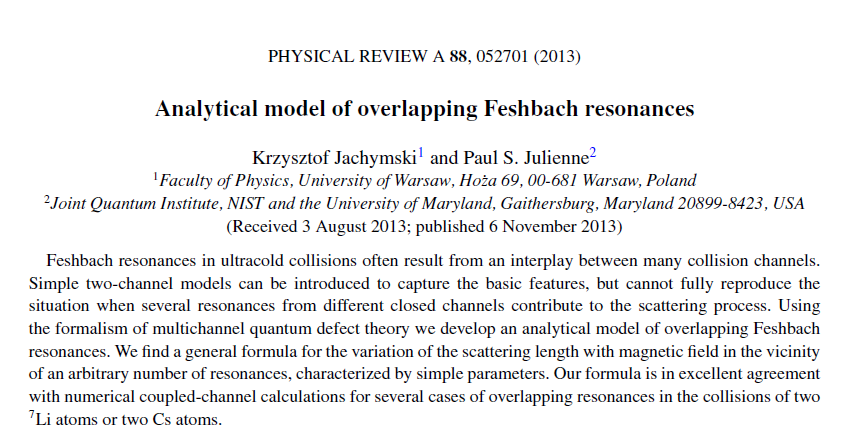 PHYSICAL REVIEW A 88, 052701 (2013)
Analytical model of overlapping Feshbach resonances
Krzysztof Jachymski1 and Paul S. Julienne2
1Faculty of Physics, University of Warsaw, Hoża 69, 00-681 Warsaw, Poland
2Joint Quantum Institute, NIST and the University of Maryland, Gaithersburg, Maryland 20899-8423, USA
(Received 3 August 2013; published 6 November 2013)
Feshbach resonances in ultracold collisions often result from an interplay between many collision channels.
Simple two-channel models can be introduced to capture the basic features, but cannot fully reproduce the
situation when several resonances from different closed channels contribute to the scattering process. Using
the formalism of multichannel quantum defect theory we develop an analytical model of overlapping Feshbach
resonances. We find a general formula for the variation of the scattering length with magnetic field in the vicinity
of an arbitrary number of resonances, characterized by simple parameters. Our formula is in excellent agreement
with numerical coupled-channel calculations for several cases of overlapping resonances in the collisions of two
7Li atoms or two Cs atoms.